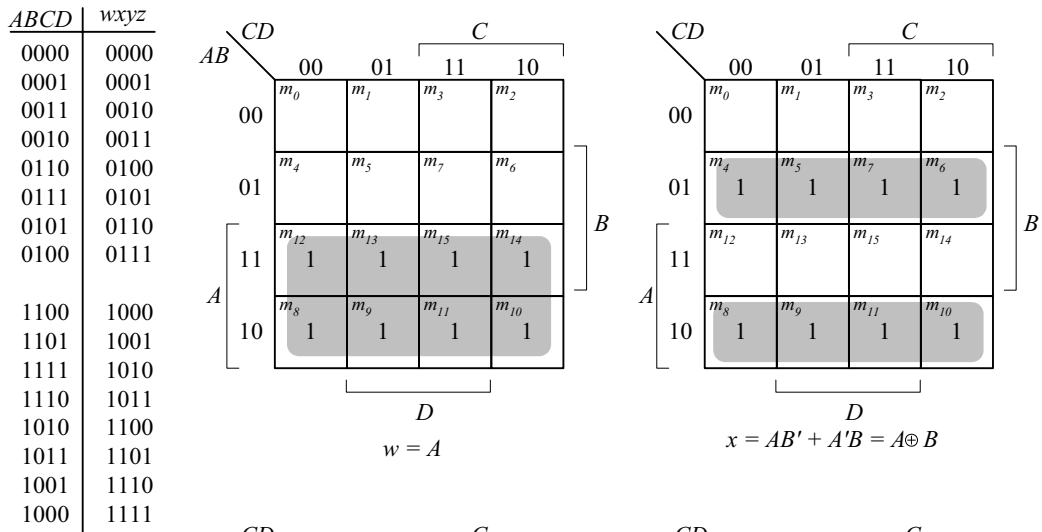 ABCD wxyz
0000 0000
0001 0001
0011 0010
0010 0011
0110 0100
0111 0101
0101 0110
0100 0111
1100 1000
1101 1001
1111 1010
1110 1011
1010 1100
1011 1101
1001 1110
1000 1111
CD C
AB
00 01 11 10
m0 m1 m3 m2
00
m4 m5 m7 m6
01
B
m12 m13 m15 m14
11 1 1 1 1
A
m8 m9 m11 m10
10 1 1 1 1
D
w = A
CD C
00 01 11 10
m0 m1 m3 m2
00
m4 m5 m7 m6
01 1 1 1 1
B
m12 m13 m15 m14
11
A
m8 m9 m11 m10
10 1 1 1 1
D
x = AB′ + A′B = A⊕ B
CD C CD C